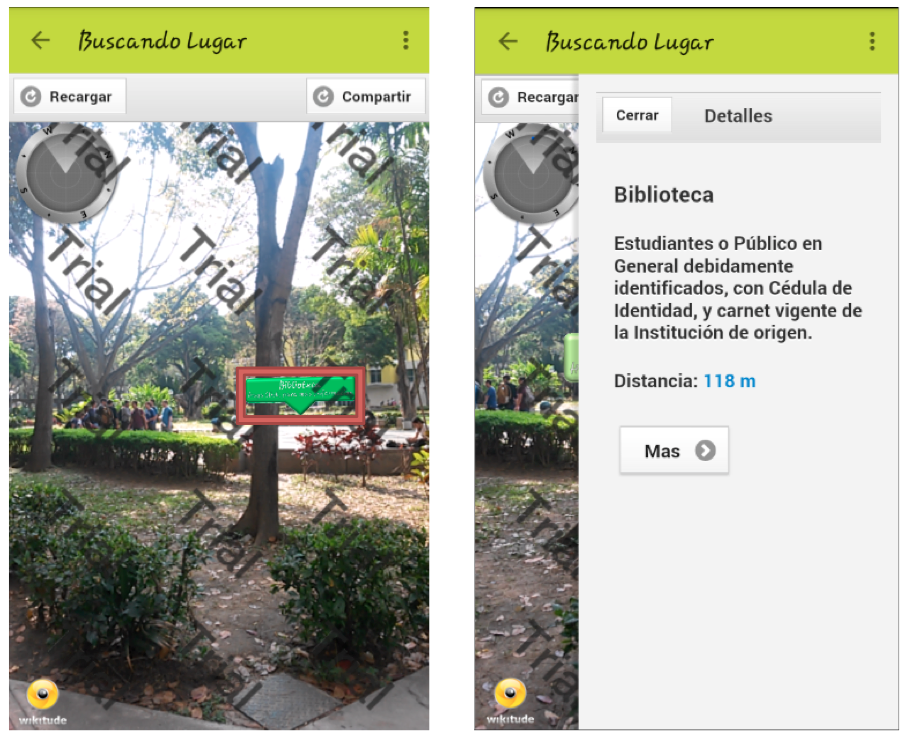 Buscando Lugar
Recargar
Compartir
W
S
E
Trial
Trial
Trial
Trial
Trial
Trial
Biblioteca
wikitude
Buscando Lugar
Recargar
Cerrar
Detalles
W
S
E
Biblioteca
Estudiantes o Público en
General debidamente
identificados, con Cédula de
Identidad, y carnet vigente de
la Institución de origen.
Distancia: 118 m
Mas
Trial
wikitude